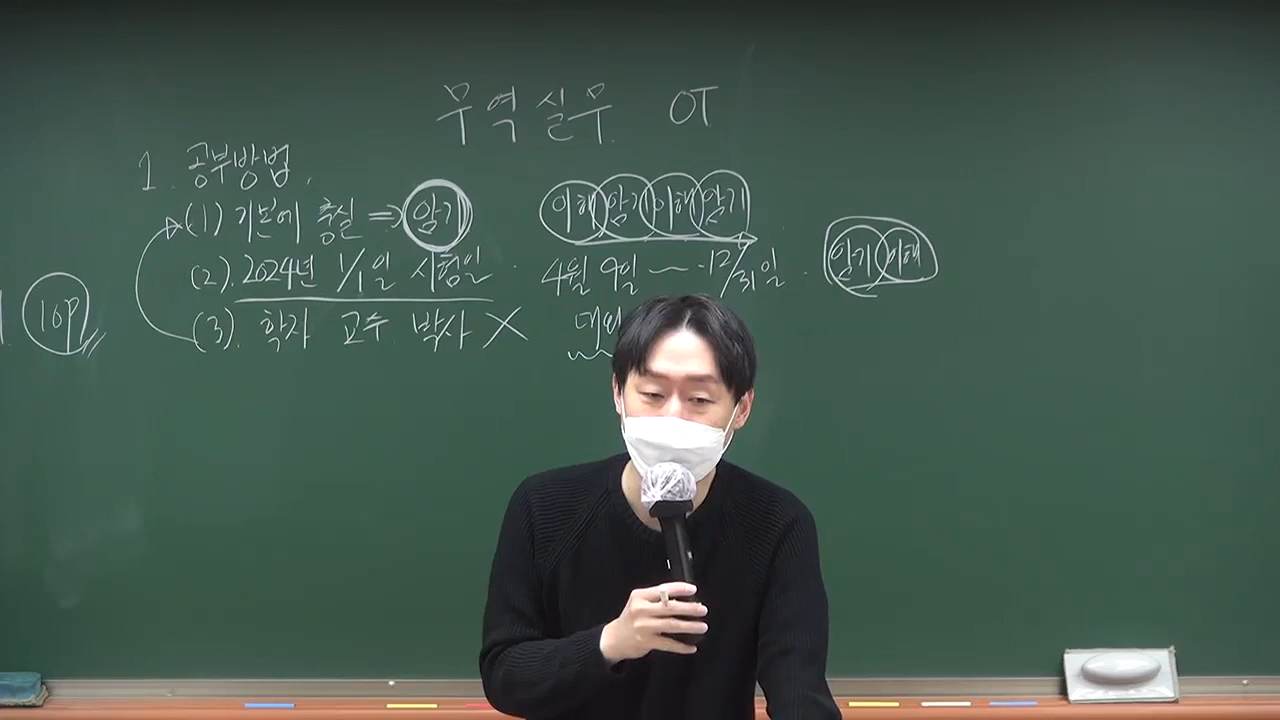 무역실무 OT
1. 공부방법.
(1) 기본에 충실 ⇒ 암기 이해 암기 이해 암기
(2). 2024년 1/1일 시험일. 4월 9일 ~ 12/31일. 암기 이해
(3). 학자 교수 박사 X
10P